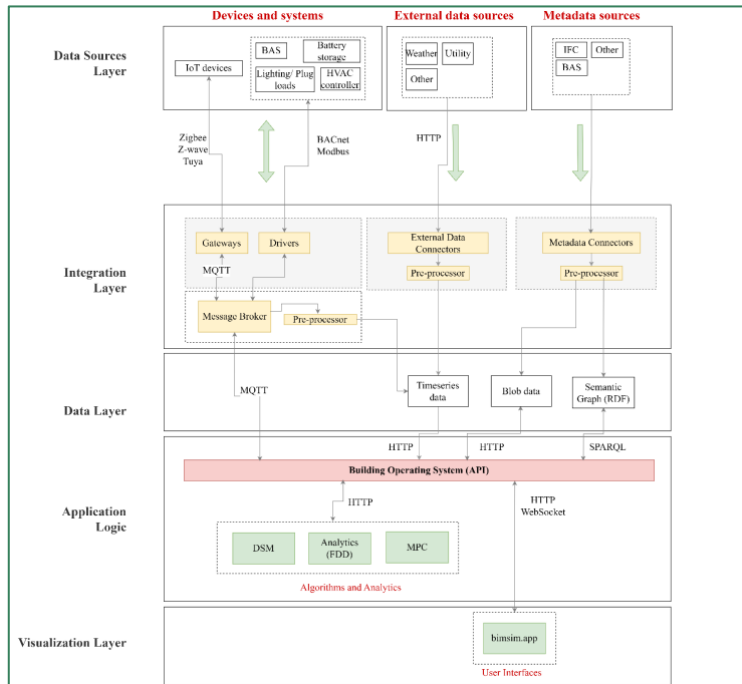 Devices and systems
External data sources
Metadata sources
Data Sources
Layer
IoT devices
BAS
Battery
storage
Lighting/ Plug
loads
HVAC
controller
Weather
Utility
Other
IFC
Other
BAS
Zigbee
Z-wave
Tuya
BACnet
Modbus
HTTP
Integration
Layer
Gateways
Drivers
External Data
Connectors
Metadata Connectors
MQTT
Pre-processor
Pre-processor
Message Broker
Pre-processor
Data Layer
MQTT
Timeseries
data
Blob data
Semantic
Graph (RDF)
HTTP
HTTP
SPARQL
Building Operating System (API)
Application
Logic
HTTP
HTTP
WebSocket
DSM
Analytics
(FDD)
MPC
Algorithms and Analytics
Visualization Layer
bimsim.app
User Interfaces